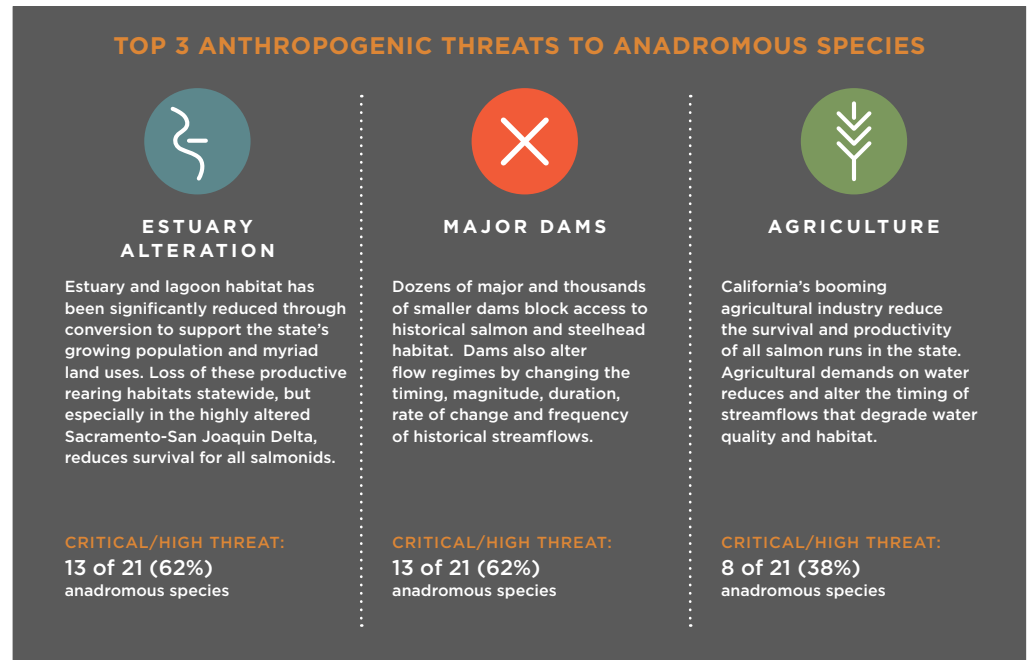 TOP 3 ANTHROPOGENIC THREATS TO ANADROMOUS SPECIES
ESTUARY
ALTERATION
Estuary and lagoon habitat has
been significantly reduced through
conversion to support the state's
growing population and myriad
land uses. Loss of these productive
rearing habitats statewide, but
especially in the highly altered
Sacramento-San Joaquin Delta,
reduces survival for all salmonids.
CRITICAL/HIGH THREAT:
13 of 21 (62%)
anadromous species
MAJOR DAMS
Dozens of major and thousands
of smaller dams block access to
historical salmon and steelhead
habitat.  Dams also alter
flow regimes by changing the
timing, magnitude, duration,
rate of change and frequency
of historical streamflows.
CRITICAL/HIGH THREAT:
13 of 21 (62%)
anadromous species
AGRICULTURE
California's booming
agricultural industry reduce
the survival and productivity
of all salmon runs in the state.
Agricultural demands on water
reduces and alter the timing of
streamflows that degrade water
quality and habitat.
CRITICAL/HIGH THREAT:
8 of 21 (38%)
anadromous species